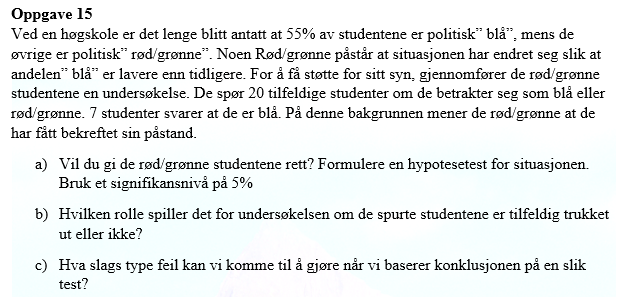 Oppgave 15
Ved en høgskole er det lenge blitt antatt at 55% av studentene er politisk” blå”, mens de
øvrige er politisk” rød/grønne”. Noen Rød/grønne påstår at situasjonen har endret seg slik at
andelen” blå” er lavere enn tidligere. For å få støtte for sitt syn, gjennomfører de rød/grønne
studentene en undersøkelse. De spør 20 tilfeldige studenter om de betrakter seg som blå eller
rød/grønne. 7 studenter svarer at de er blå. På denne bakgrunnen mener de rød/grønne at de
har fått bekreftet sin påstand.
a) Vil du gi de rød/grønne studentene rett? Formulere en hypotesetest for situasjonen.
Bruk et signifikansnivå på 5%
b) Hvilken rolle spiller det for undersøkelsen om de spurte studentene er tilfeldig trukket
ut eller ikke?
c) Hva slags type feil kan vi komme til å gjøre når vi baserer konklusjonen på en slik
test?